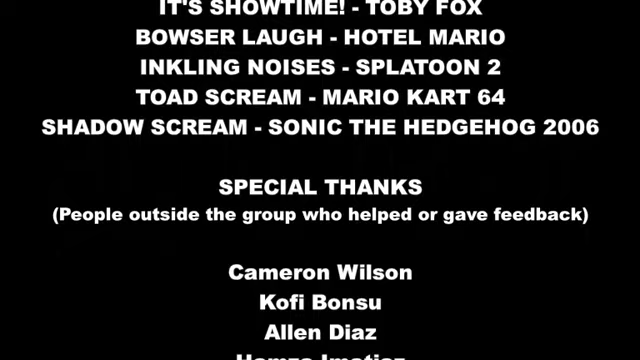 IT'S SHOWTIME! - TOBY FOX
BOWSER LAUGH - HOTEL MARIO
INKLING NOISES - SPLATOON 2
TOAD SCREAM - MARIO KART 64
SHADOW SCREAM - SONIC THE HEDGEHOG 2006
SPECIAL THANKS
(People outside the group who helped or gave feedback)
Cameron Wilson
Kofi Bonsu
Allen Diaz